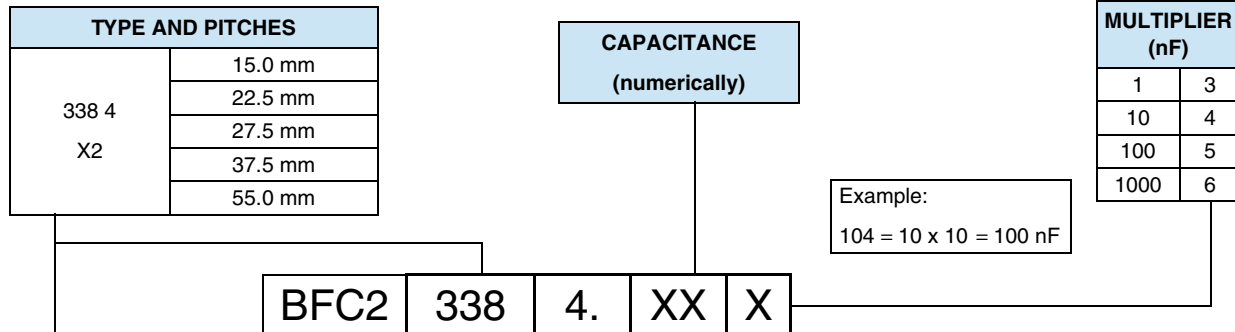 TYPE AND PITCHES
338 4
X2
15.0 mm
22.5 mm
27.5 mm
37.5 mm
55.0 mm
CAPACITANCE
(numerically)
MULTIPLIER
(nF)
1 3
10 4
100 5
1000 6
Example:
104 = 10 x 10 = 100 nF
BFC2 338 4. XX X